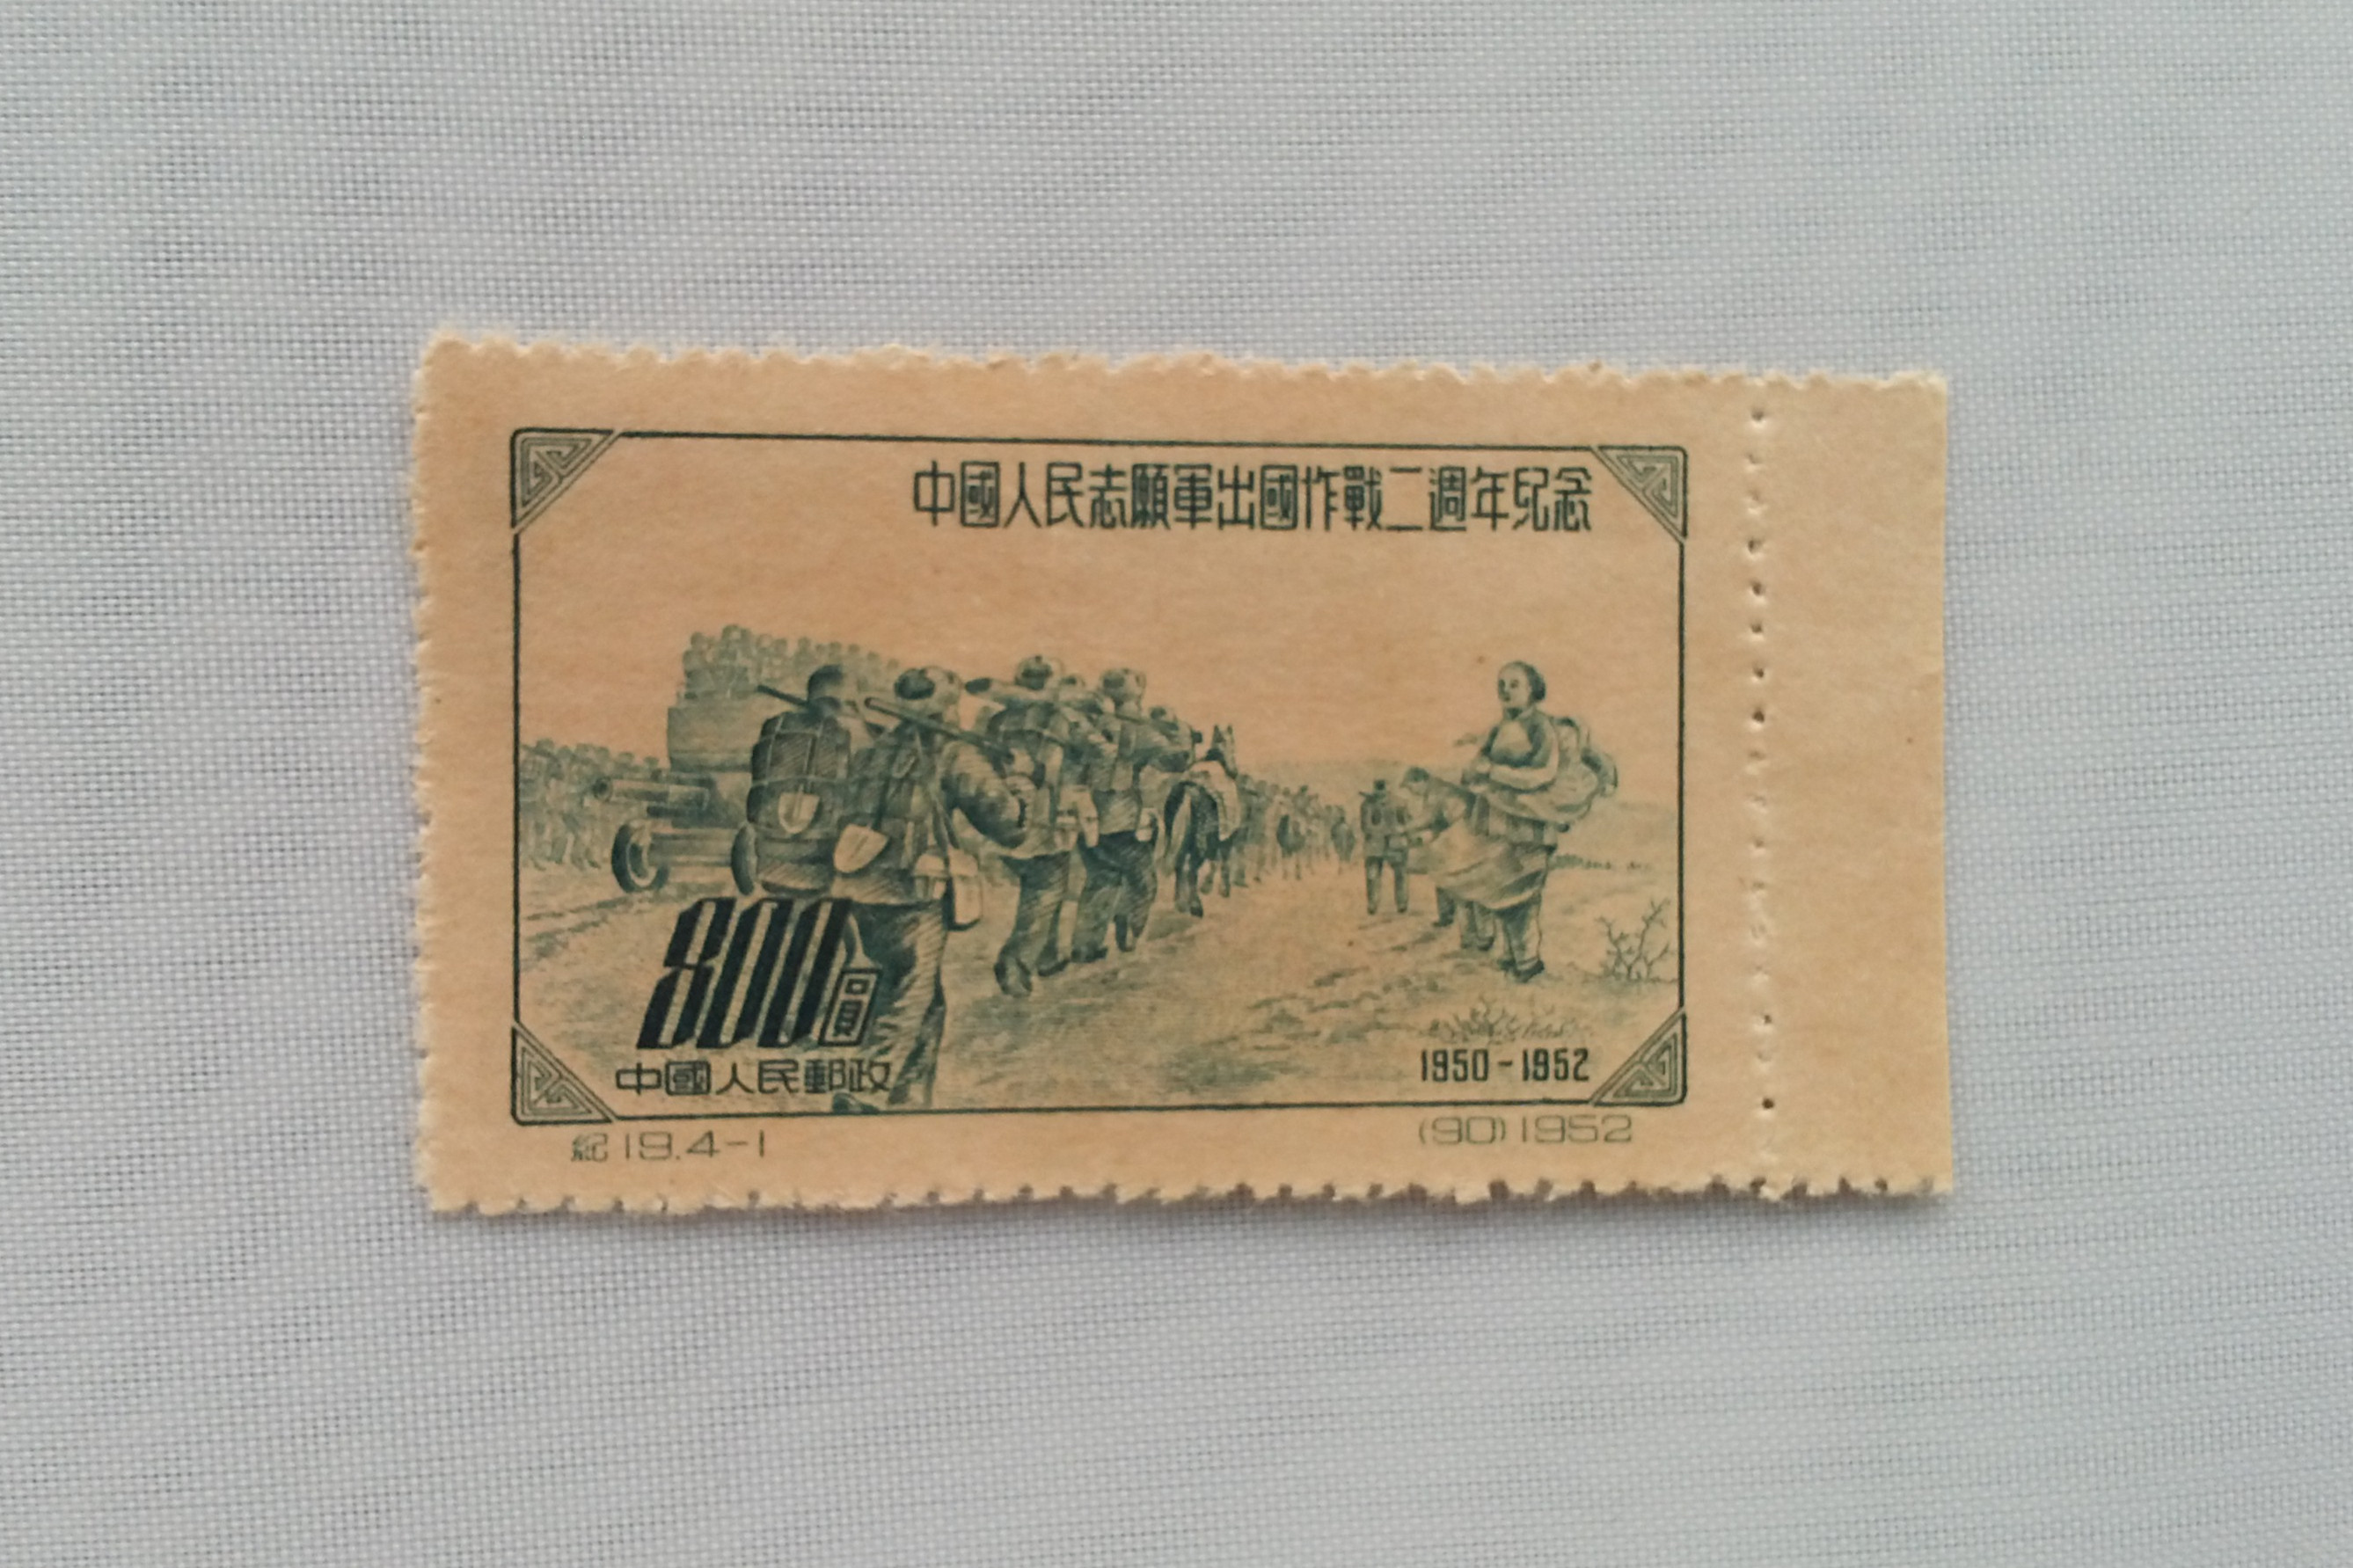 中國人民志願軍出國作戰二週年紀念
800圓
中國人民郵政
1950-1952
紀19.4-1
(90)1952